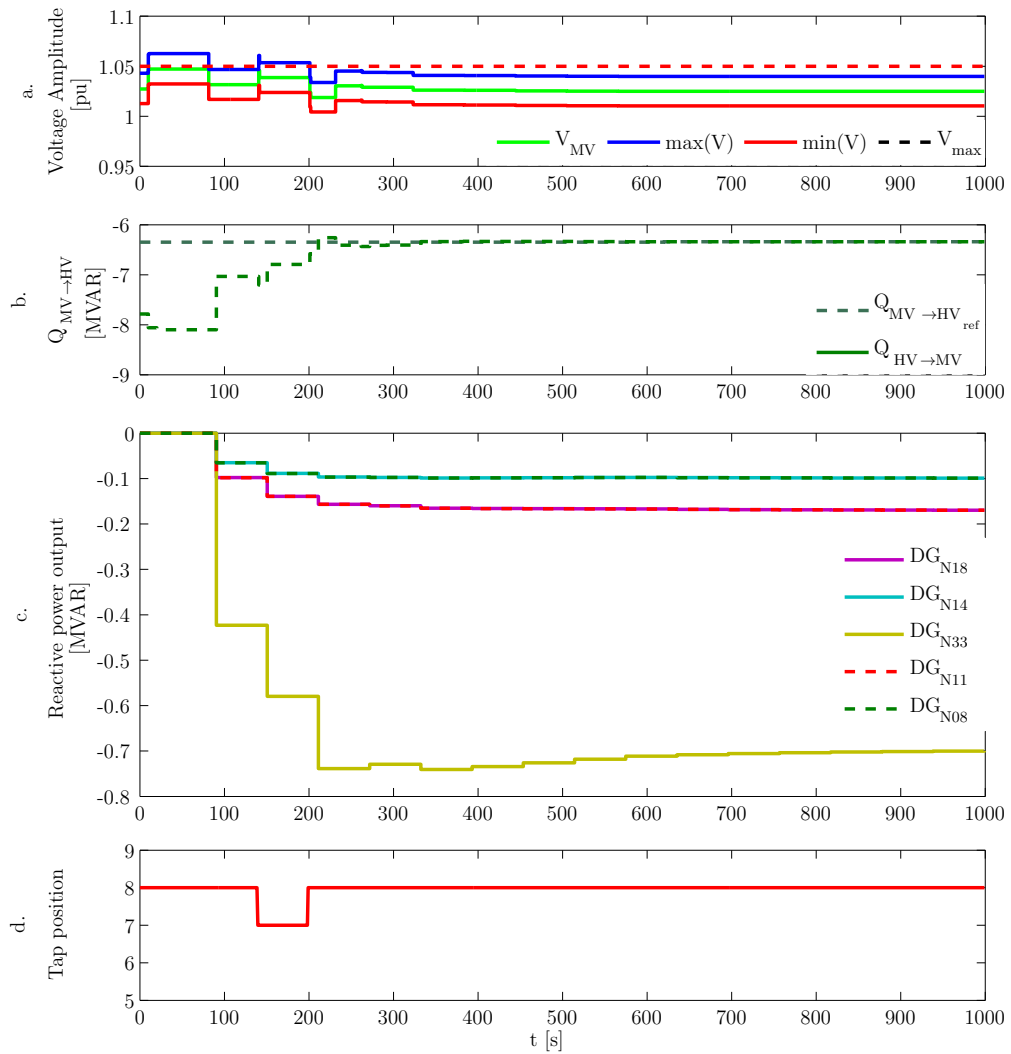 a.
Voltage Amplitude
[pu]
1.1
1.05
1
0.95
V_MV
max(V)
min(V)
V_max
0 100 200 300 400 500 600 700 800 900 1000
b.
Q_MV→HV
[MVAR]
-6
-7
-8
-9
Q_MV→HV_ref
Q_HV→MV
0 100 200 300 400 500 600 700 800 900 1000
c.
Reactive power output
[MVAR]
0
-0.1
-0.2
-0.3
-0.4
-0.5
-0.6
-0.7
-0.8
DG_N18
DG_N14
DG_N33
DG_N11
DG_N08
0 100 200 300 400 500 600 700 800 900 1000
d.
Tap position
9
8
7
6
5
0 100 200 300 400 500 600 700 800 900 1000
t [s]